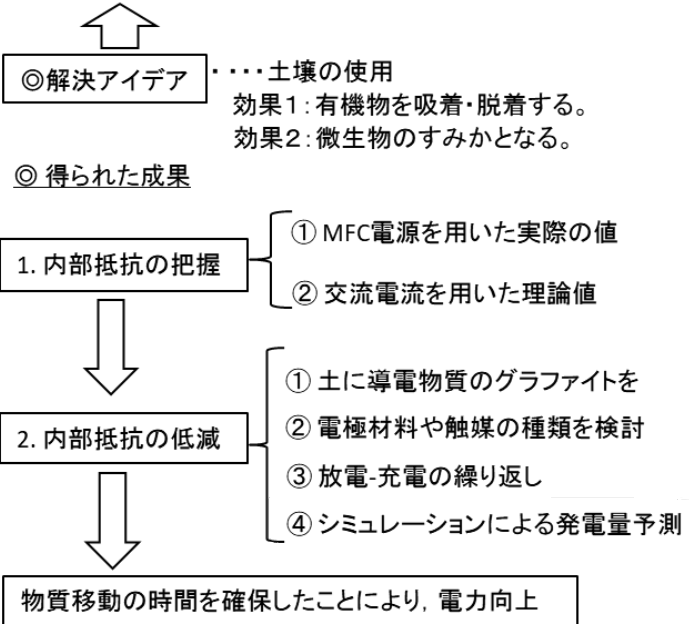 ◎解決アイデア ・・・・土壌の使用
効果1:有機物を吸着・脱着する。
効果2:微生物のすみかとなる。
◎ 得られた成果
① MFC電源を用いた実際の値
1. 内部抵抗の把握
② 交流電流を用いた理論値
① 土に導電物質のグラファイトを
② 電極材料や触媒の種類を検討
2. 内部抵抗の低減
③ 放電-充電の繰り返し
④ シミュレーションによる発電量予測
物質移動の時間を確保したことにより, 電力向上